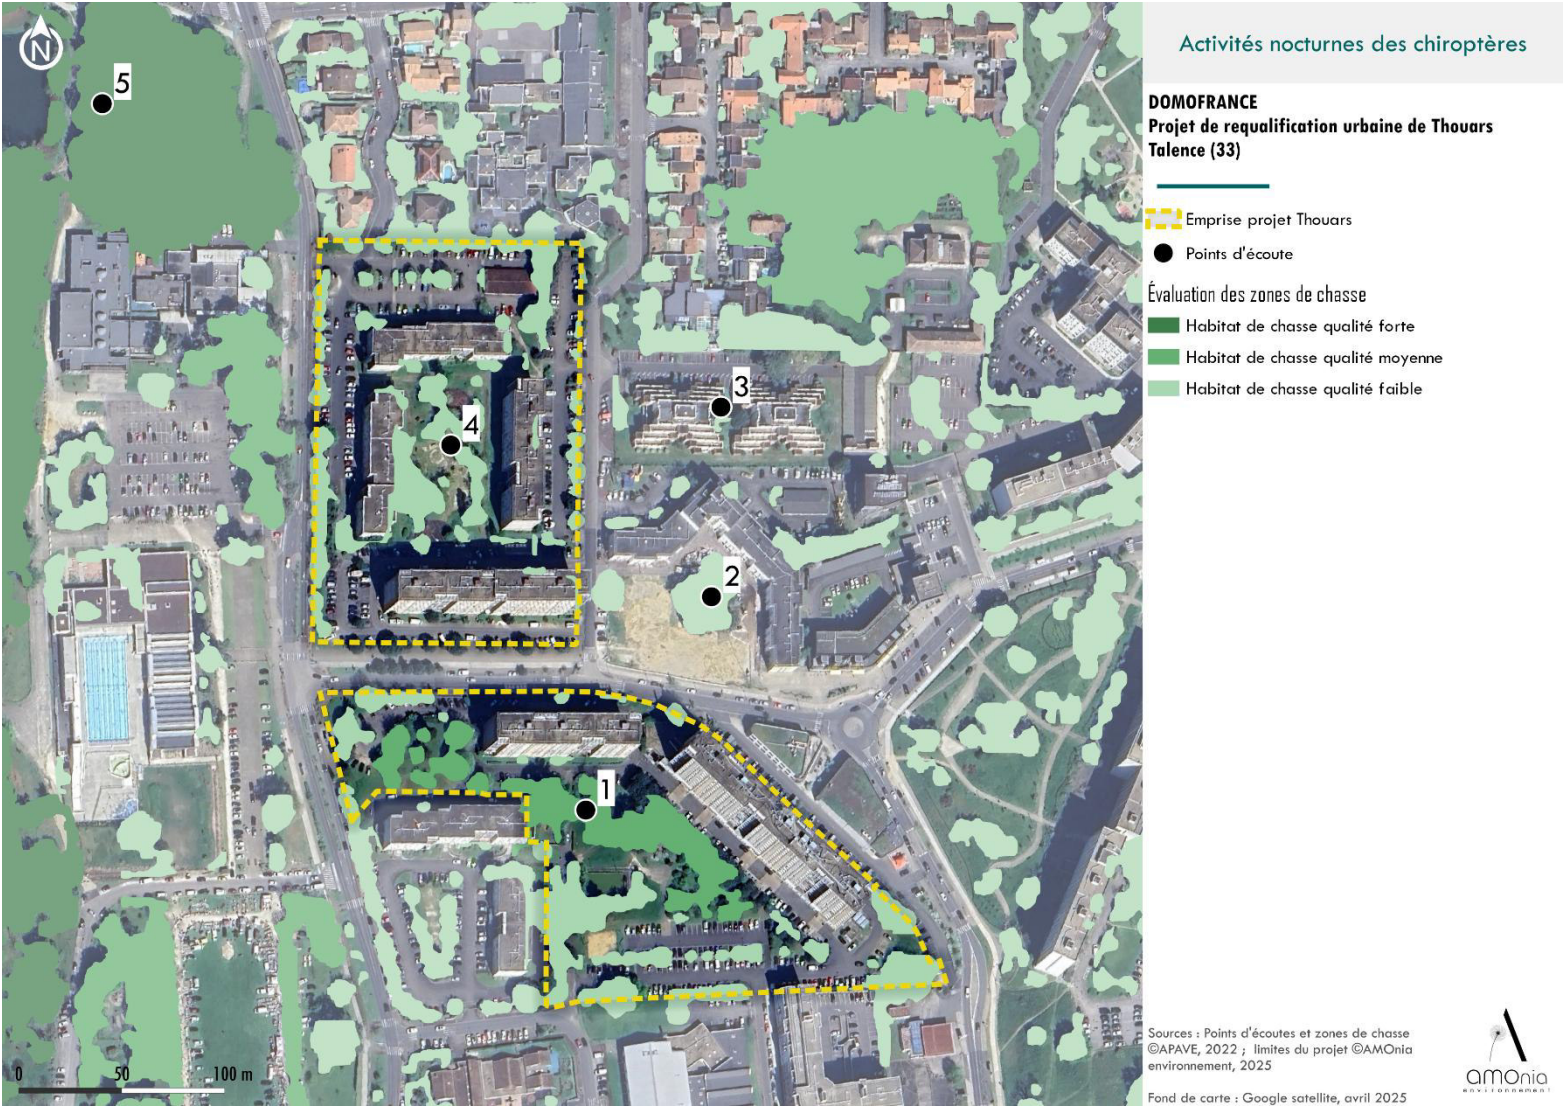 N
5
4
3
2
1
0 50 100 m
Activités nocturnes des chiroptères
DOMOFRANCE
Projet de requalification urbaine de Thouars
Talence (33)
Emprise projet Thouars
Points d'écoute
Évaluation des zones de chasse
Habitat de chasse qualité forte
Habitat de chasse qualité moyenne
Habitat de chasse qualité faible
Sources : Points d'écoutes et zones de chasse
©APAVE, 2022 ; limites du projet ©AMOnia
environnement, 2025
Fond de carte : Google satellite, avril 2025
amonia
environnement